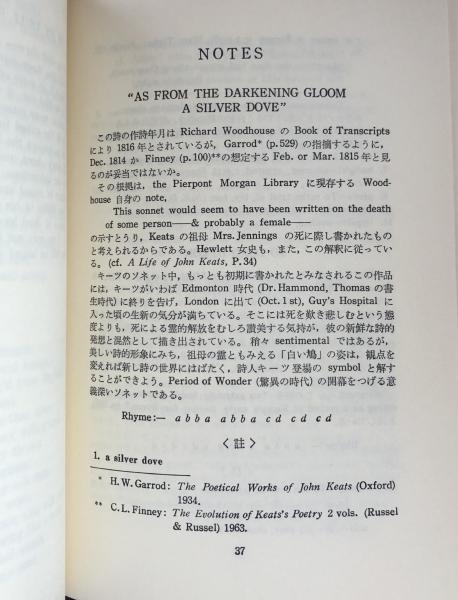 NOTES
"AS FROM THE DARKENING GLOOM
A SILVER DOVE"
この詩の作詩年月は Richard Woodhouse の Book of Transcripts
により 1816 年とされているが, Garrod* (p. 529) の指摘するように,
Dec. 1814 か Finney (p. 100)**の想定する Feb. or Mar. 1815 年と見
るのが妥当ではないか。
その根拠は, the Pierpont Morgan Library に現存する Wood-
house 自身の note,
This sonnet would seem to have been written on the death
of some person——& probably a female——
の示すとうり, Keats の祖母 Mrs. Jennings の死に際し書かれたもの
と考えられるからである。Hewlett 女史も, また, この解釈に従ってい
る。(cf. A Life of John Keats, P. 34)
キーツのソネット中, もっとも初期に書かれたとみなされるこの作品
には, キーツがいわば Edmonton 時代 (Dr. Hammond, Thomas の書
生時代) に終りを告げ, London に出て (Oct. 1 st), Guy's Hospital に
入った頃の生新の気分が満ちている。そこには死を歎き悲しむという態
度よりも, 死による霊的解放をむしろ讃美する気持が, 彼の新鮮な詩的
発想と混然として描き出されている。 稍々 sentimental ではあるが,
美しい詩的形象にみち, 祖母の霊ともみえる「白い鳩」の姿は, 観点を
変えれば新し詩の世界にはばたく, 詩人キーツ登場の symbol と解す
ることができよう。Period of Wonder (驚異の時代) の開幕をつげる意
義深いソネットである。
Rhyme:— a b b a a b b a c d c d c d
〈註〉
1. a silver dove
* H. W. Garrod: The Poetical Works of John Keats (Oxford)
1934.
** C. L. Finney: The Evolution of Keats's Poetry 2 vols. (Russel
& Russel) 1963.
37